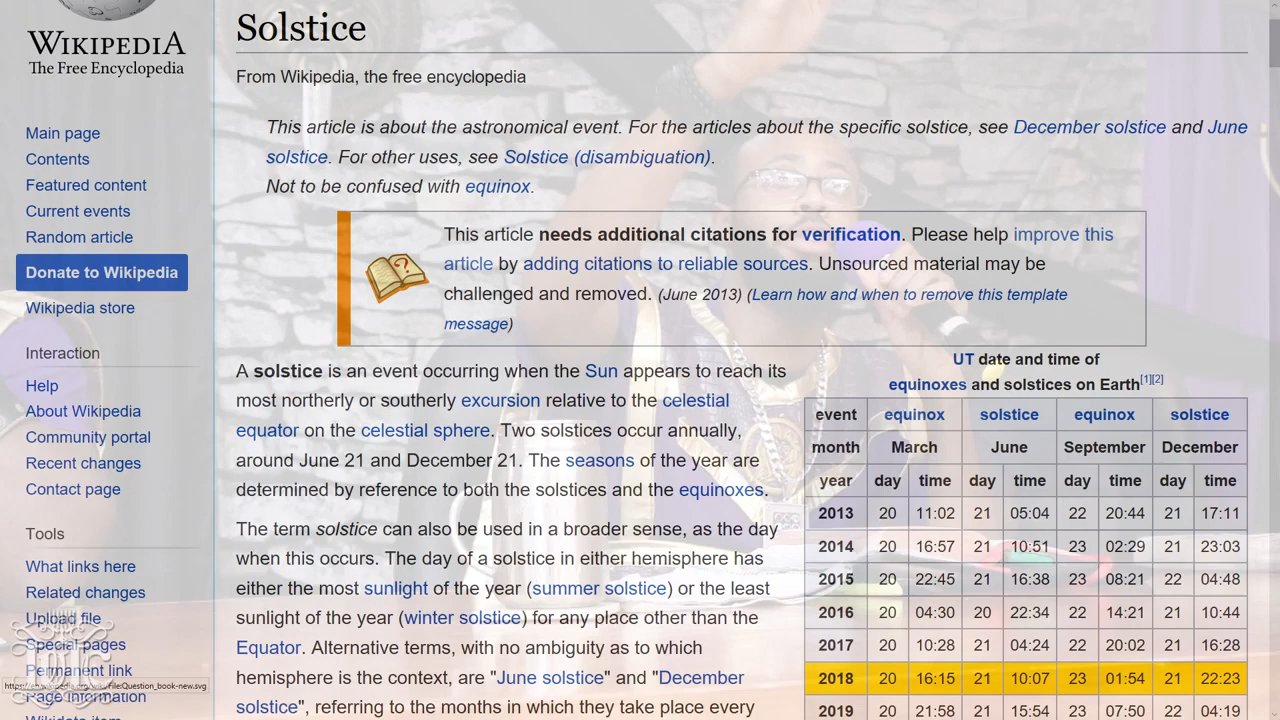 WIKIPEDIA
The Free Encyclopedia
Main page
Contents
Featured content
Current events
Random article
Donate to Wikipedia
Wikipedia store
Interaction
Help
About Wikipedia
Community portal
Recent changes
Contact page
Tools
What links here
Related changes
Upload file
Special pages
Permanent link
https://en.wikipedia.org/wiki/File:Question_book-new.svg
Page information
Wikidata item
Solstice
From Wikipedia, the free encyclopedia
This article is about the astronomical event. For the articles about the specific solstice, see December solstice and June
solstice. For other uses, see Solstice (disambiguation).
Not to be confused with equinox.
This article needs additional citations for verification. Please help improve this
article by adding citations to reliable sources. Unsourced material may be
challenged and removed. (June 2013) (Learn how and when to remove this template
message)
A solstice is an event occurring when the Sun appears to reach its
most northerly or southerly excursion relative to the celestial
equator on the celestial sphere. Two solstices occur annually,
around June 21 and December 21. The seasons of the year are
determined by reference to both the solstices and the equinoxes.
The term solstice can also be used in a broader sense, as the day
when this occurs. The day of a solstice in either hemisphere has
either the most sunlight of the year (summer solstice) or the least
sunlight of the year (winter solstice) for any place other than the
Equator. Alternative terms, with no ambiguity as to which
hemisphere is the context, are "June solstice" and "December
solstice", referring to the months in which they take place every
UT date and time of
equinoxes and solstices on Earth[1][2]
event equinox solstice equinox solstice
month March June September December
year day time day time day time day time
2013 20 11:02 21 05:04 22 20:44 21 17:11
2014 20 16:57 21 10:51 23 02:29 21 23:03
2015 20 22:45 21 16:38 23 08:21 22 04:48
2016 20 04:30 20 22:34 22 14:21 21 10:44
2017 20 10:28 21 04:24 22 20:02 21 16:28
2018 20 16:15 21 10:07 23 01:54 21 22:23
2019 20 21:58 21 15:54 23 07:50 22 04:19